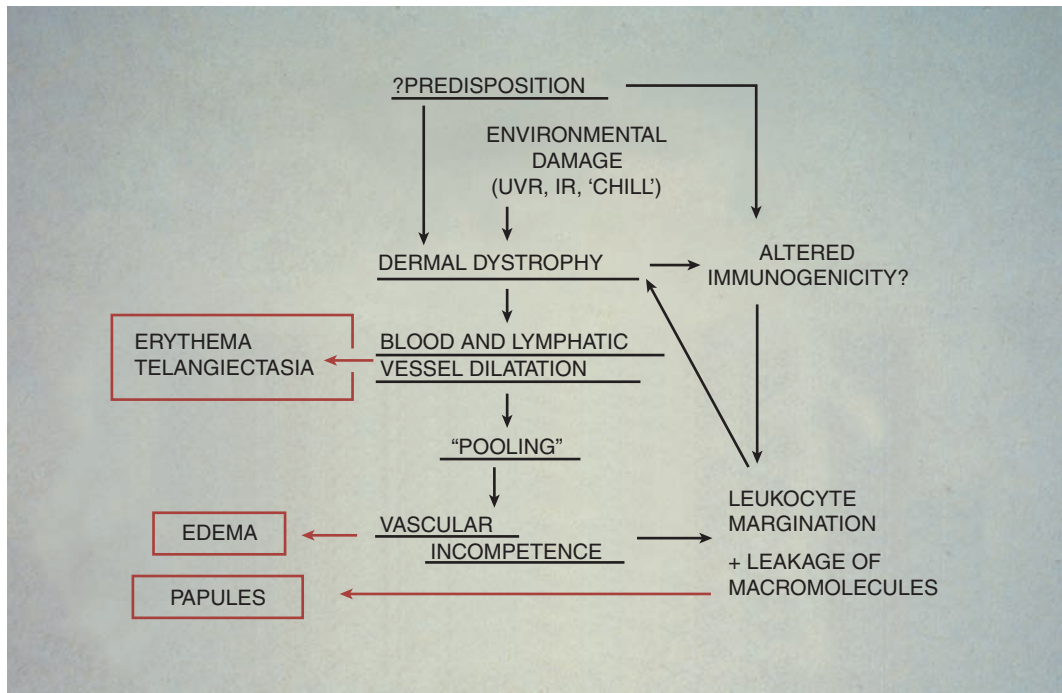 ?PREDISPOSITION
ENVIRONMENTAL
DAMAGE
(UVR, IR, ‘CHILL’)
DERMAL DYSTROPHY
ALTERED
IMMUNOGENICITY?
ERYTHEMA
TELANGIECTASIA
BLOOD AND LYMPHATIC
VESSEL DILATATION
“POOLING”
EDEMA
VASCULAR
INCOMPETENCE
LEUKOCYTE
MARGINATION
+ LEAKAGE OF
MACROMOLECULES
PAPULES